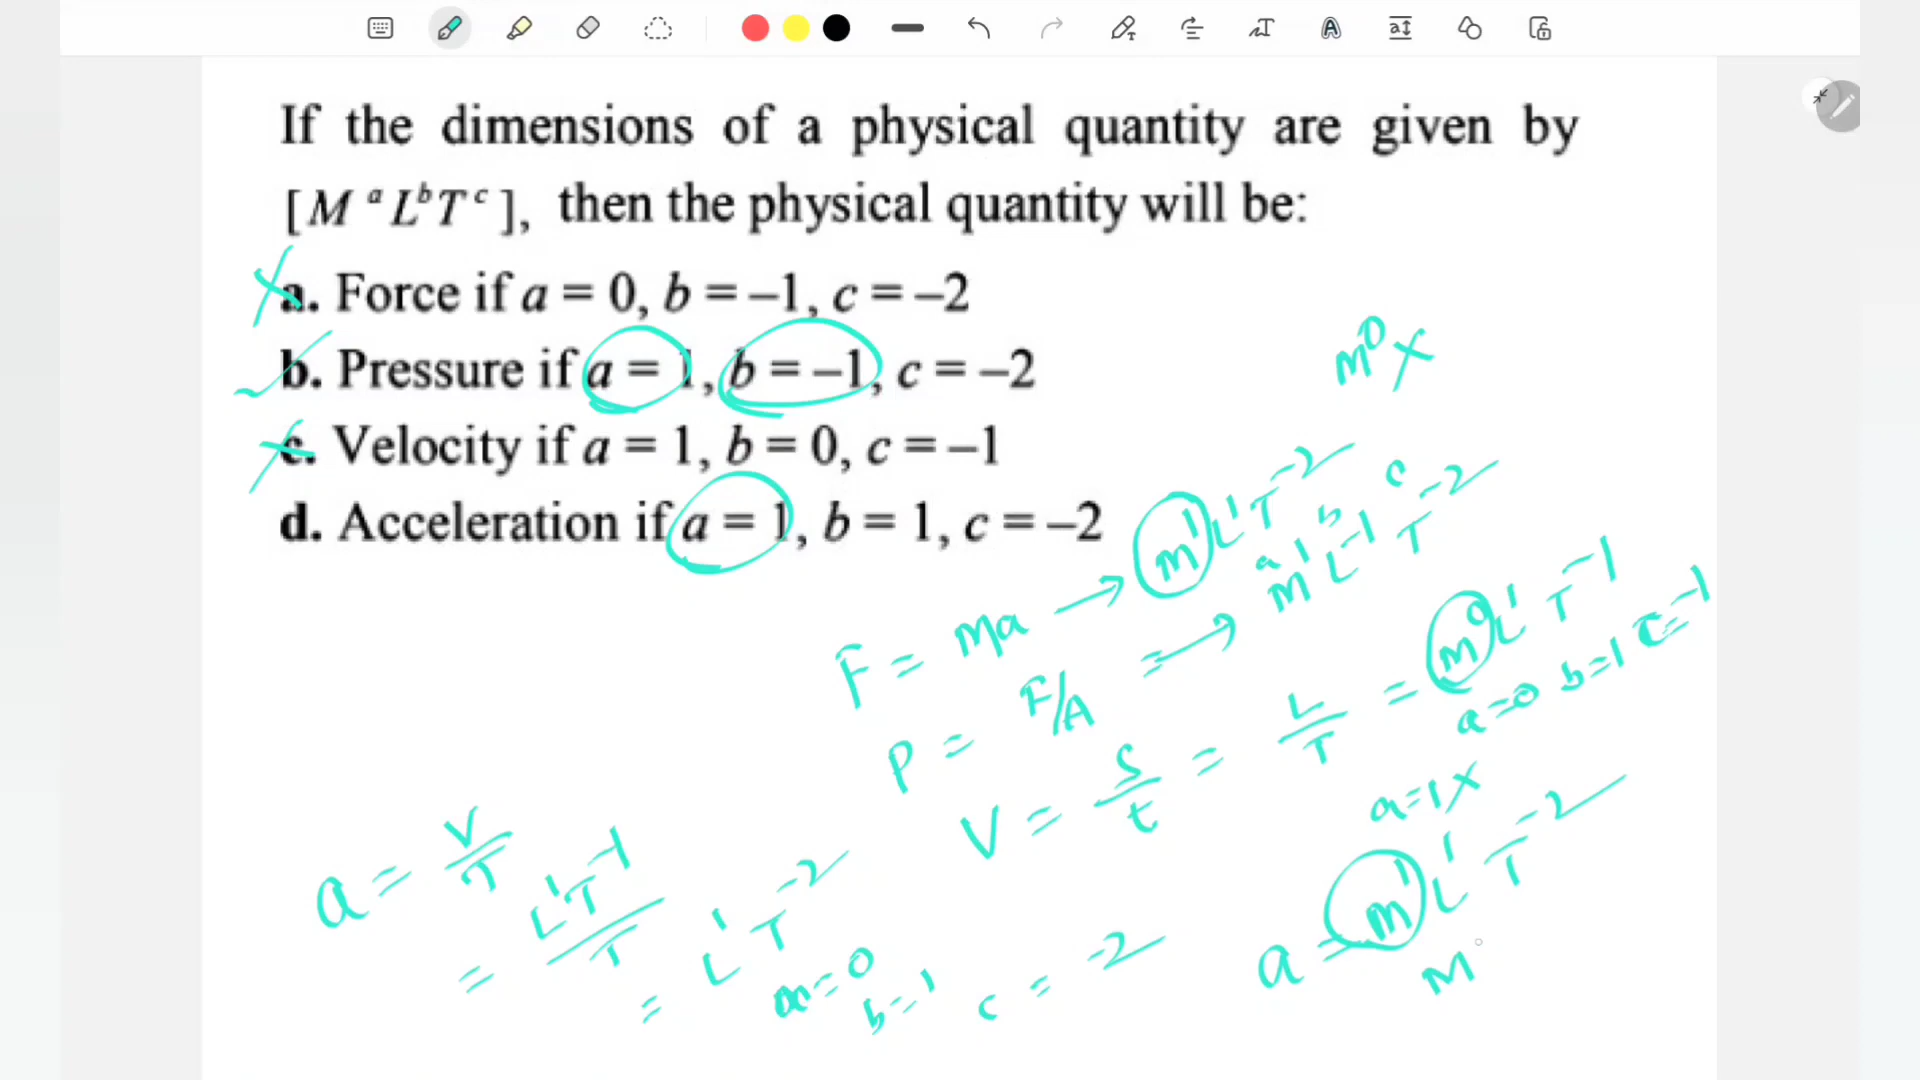 If the dimensions of a physical quantity are given by
[MᵃLᵇTᶜ], then the physical quantity will be:
a. Force if a = 0, b = –1, c = –2
b. Pressure if a = 1, b = –1, c = –2
c. Velocity if a = 1, b = 0, c = –1
d. Acceleration if a = 1, b = 1, c = –2
m⁰ X
F = ma → m¹L¹T⁻²
a b c
P = F/A => m¹L⁻¹T⁻²
V = S/t = L/T = m⁰L¹T⁻¹
a=0 b=1 c=-1
a=1 X
a = V/T
= L¹T⁻¹/T
= L¹T⁻²
a=0
b=1 c = -2
a = m¹L¹T⁻²
M